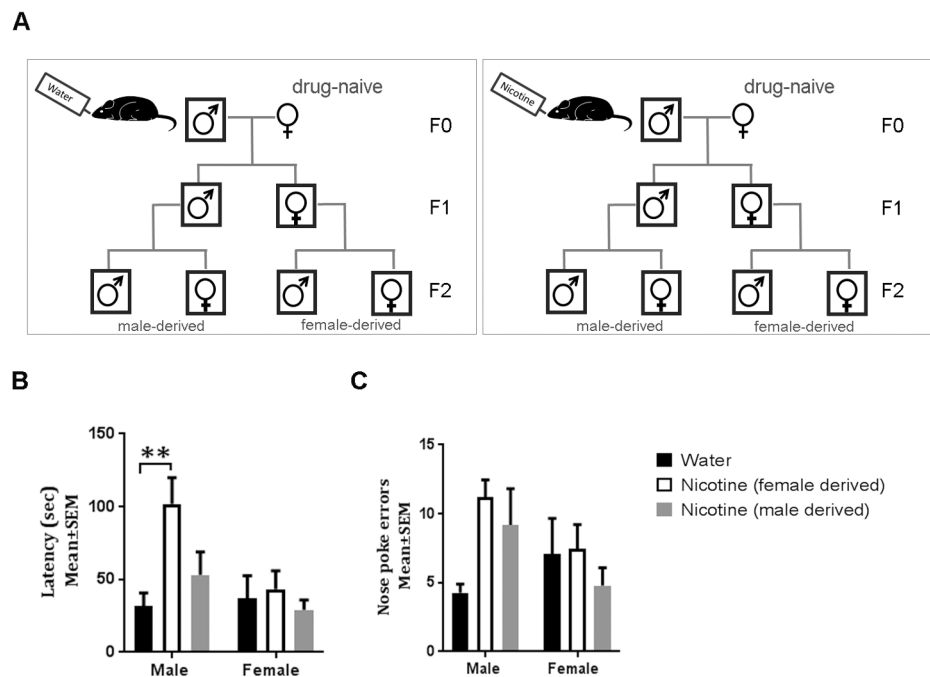 A
Water
drug-naive
F0
F1
F2
male-derived
female-derived
Nicotine
drug-naive
F0
F1
F2
male-derived
female-derived
B
Latency (sec)
Mean±SEM
150
100
50
0
**
Male
Female
C
Nose poke errors
Mean±SEM
15
10
5
0
Male
Female
Water
Nicotine (female derived)
Nicotine (male derived)